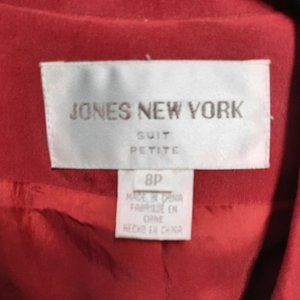 JONES NEW YORK
SUIT
PETITE
8P
MADE IN CHINA
FABRIQUE EN
CHINE
HECHO EN CHINA